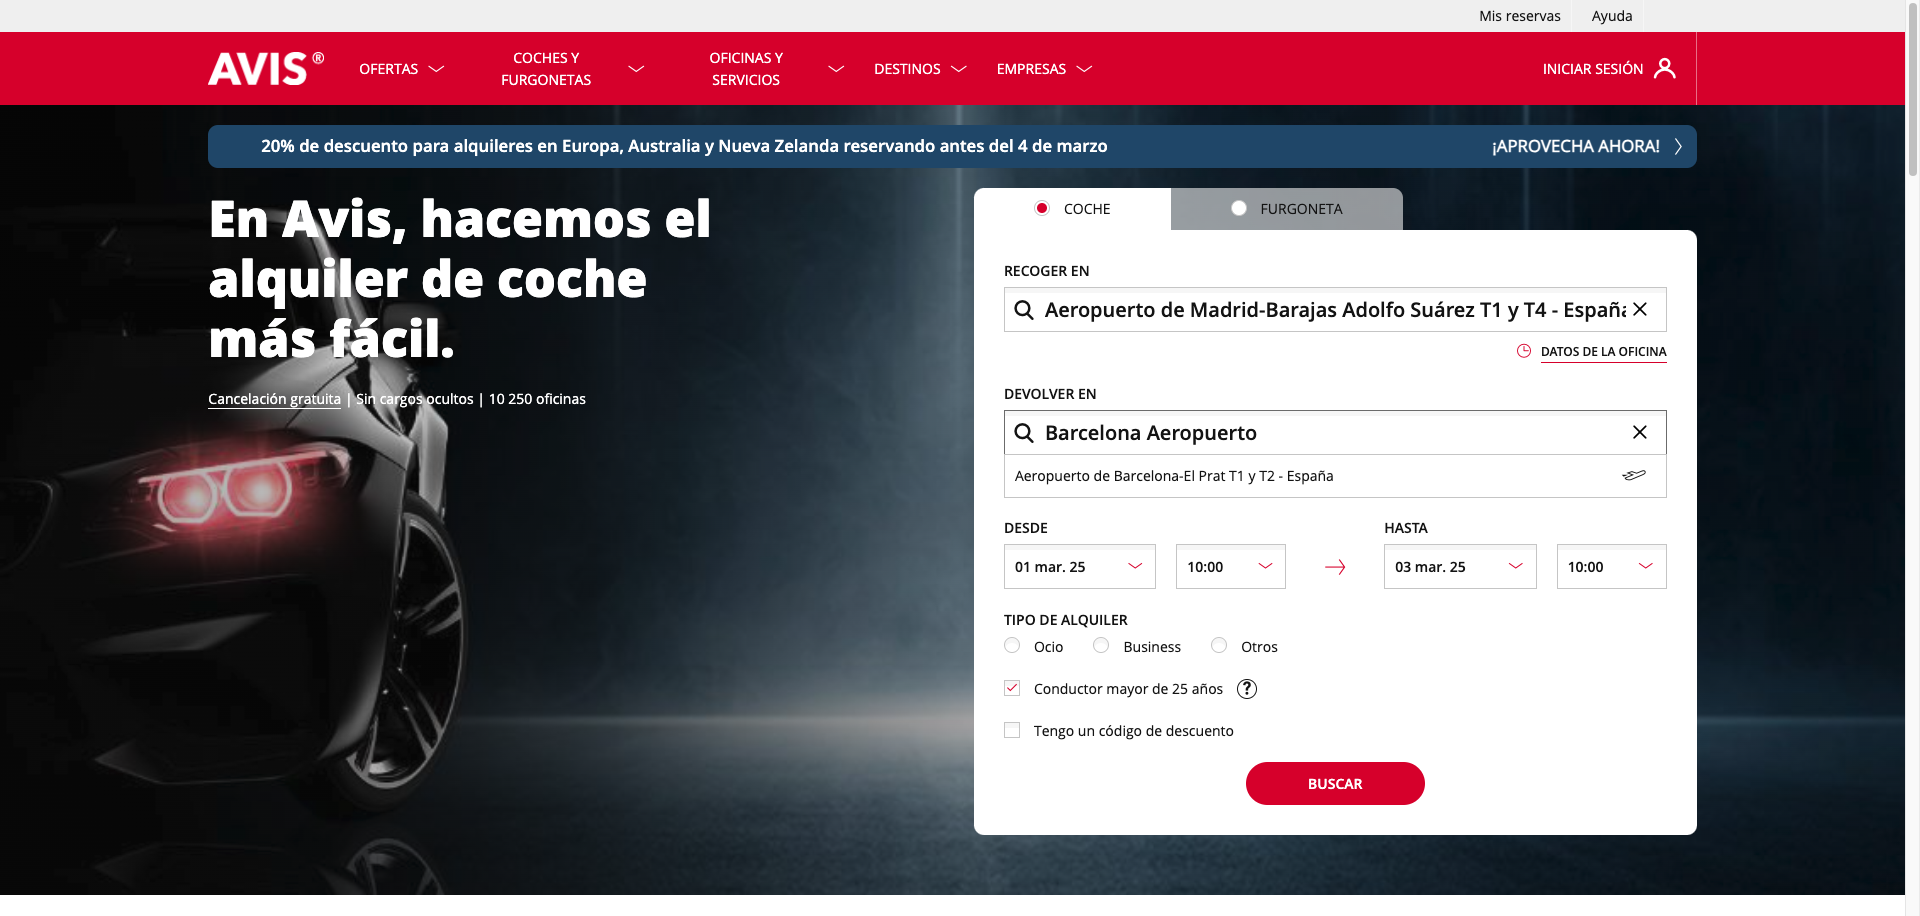 Mis reservas
Ayuda
AVIS®
OFERTAS
COCHES Y
FURGONETAS
OFICINAS Y
SERVICIOS
DESTINOS
EMPRESAS
INICIAR SESIÓN
20% de descuento para alquileres en Europa, Australia y Nueva Zelanda reservando antes del 4 de marzo
¡APROVECHA AHORA!
En Avis, hacemos el
alquiler de coche
más fácil.
Cancelación gratuita | Sin cargos ocultos | 10 250 oficinas
COCHE
FURGONETA
RECOGER EN
Aeropuerto de Madrid-Barajas Adolfo Suárez T1 y T4 - España
DATOS DE LA OFICINA
DEVOLVER EN
Barcelona Aeropuerto
Aeropuerto de Barcelona-El Prat T1 y T2 - España
DESDE
HASTA
01 mar. 25
10:00
03 mar. 25
10:00
TIPO DE ALQUILER
Ocio
Business
Otros
Conductor mayor de 25 años ?
Tengo un código de descuento
BUSCAR